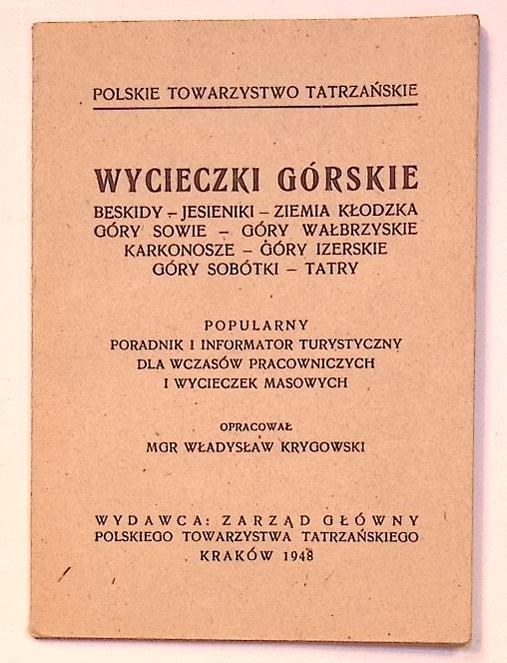 POLSKIE TOWARZYSTWO TATRZAŃSKIE
WYCIECZKI GÓRSKIE
BESKIDY – JESIENIKI – ZIEMIA KŁODZKA
GÓRY SOWIE – GÓRY WAŁBRZYSKIE
KARKONOSZE – GÓRY IZERSKIE
GÓRY SOBÓTKI – TATRY
POPULARNY
PORADNIK I INFORMATOR TURYSTYCZNY
DLA WCZASÓW PRACOWNICZYCH
I WYCIECZEK MASOWYCH
OPRACOWAŁ
MGR WŁADYSŁAW KRYGOWSKI
WYDAWCA: ZARZĄD GŁÓWNY
POLSKIEGO TOWARZYSTWA TATRZAŃSKIEGO
KRAKÓW 1948